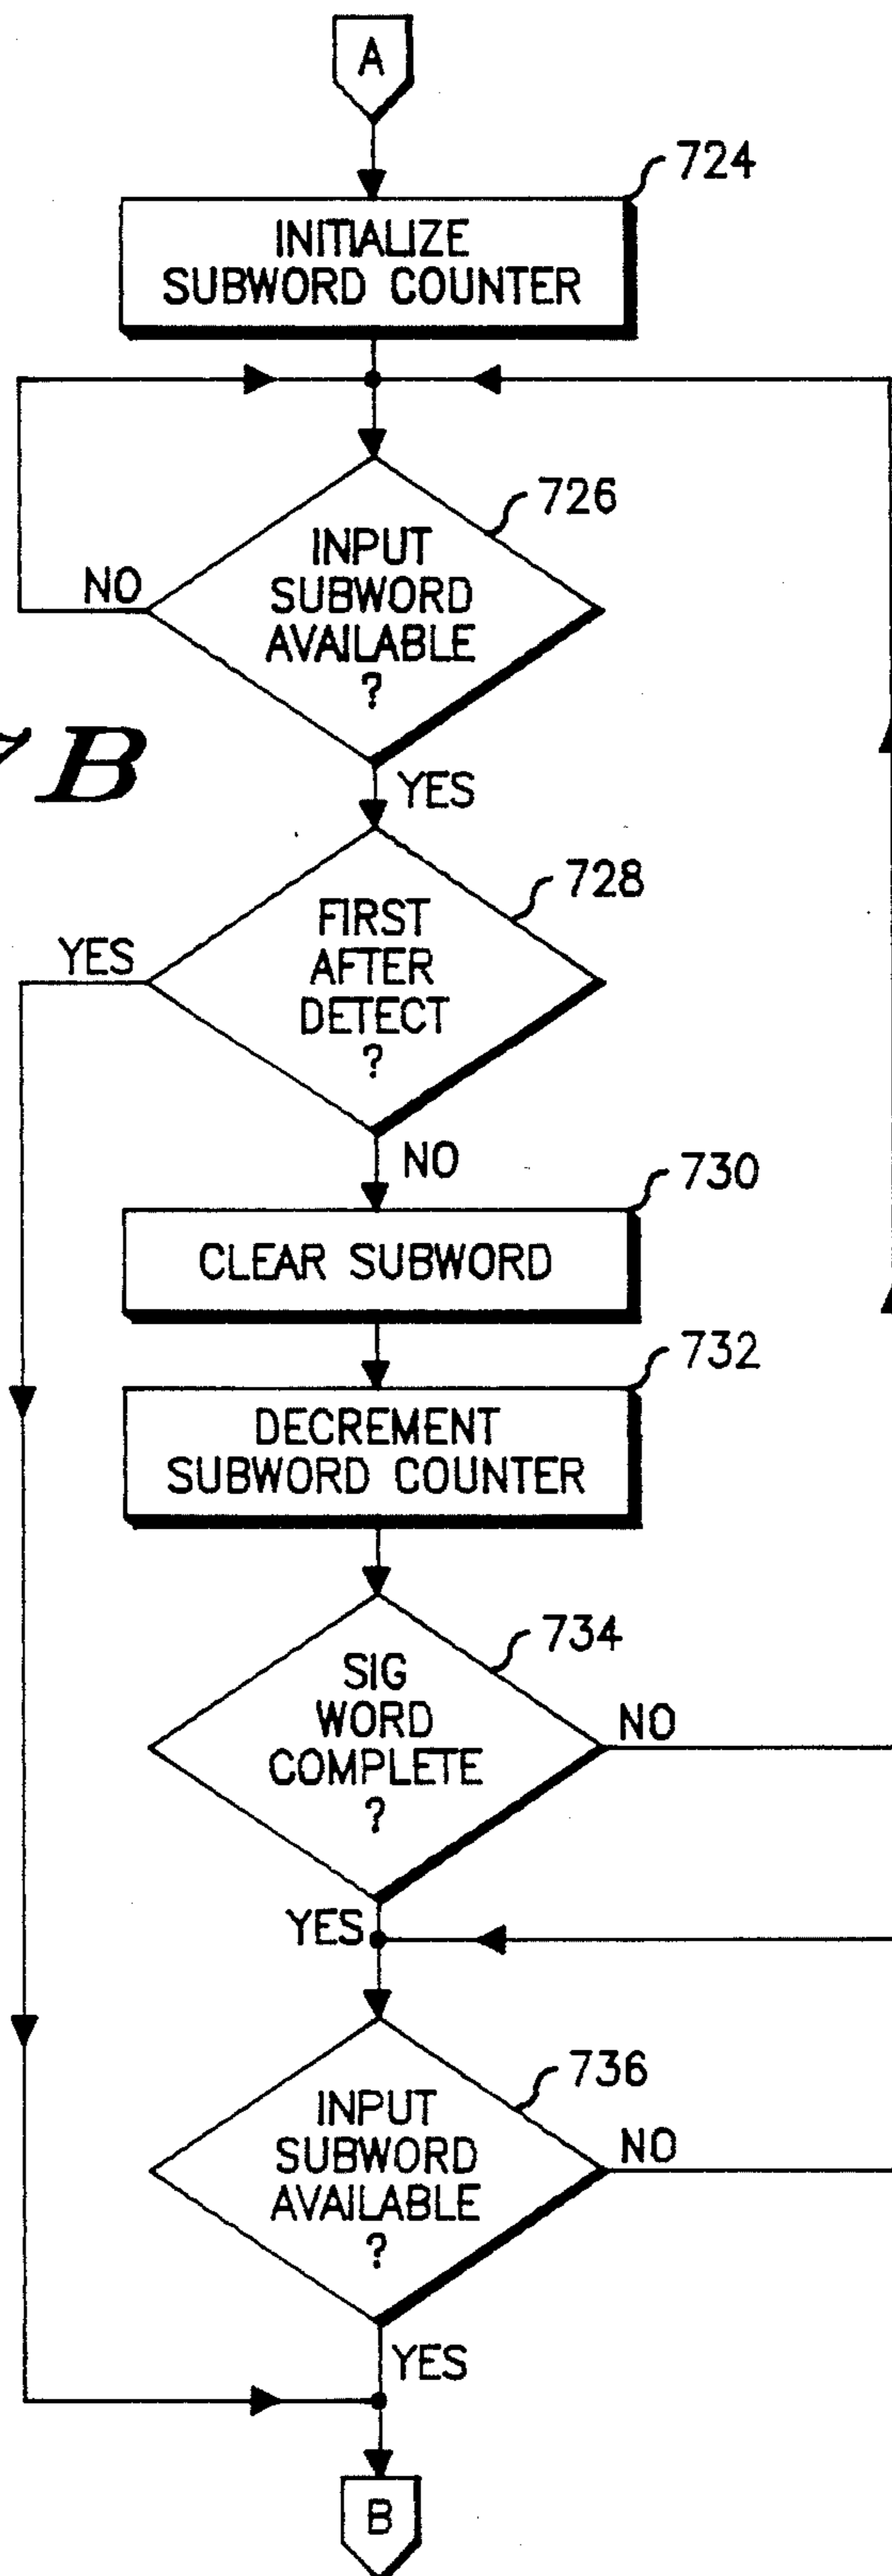 A
724
INITIALIZE
SUBWORD COUNTER
726
INPUT
SUBWORD
AVAILABLE
?
NO
YES
7B
728
FIRST
AFTER
DETECT
?
YES
NO
730
CLEAR SUBWORD
732
DECREMENT
SUBWORD COUNTER
734
SIG
WORD
COMPLETE
?
NO
YES
736
INPUT
SUBWORD
AVAILABLE
?
NO
YES
B